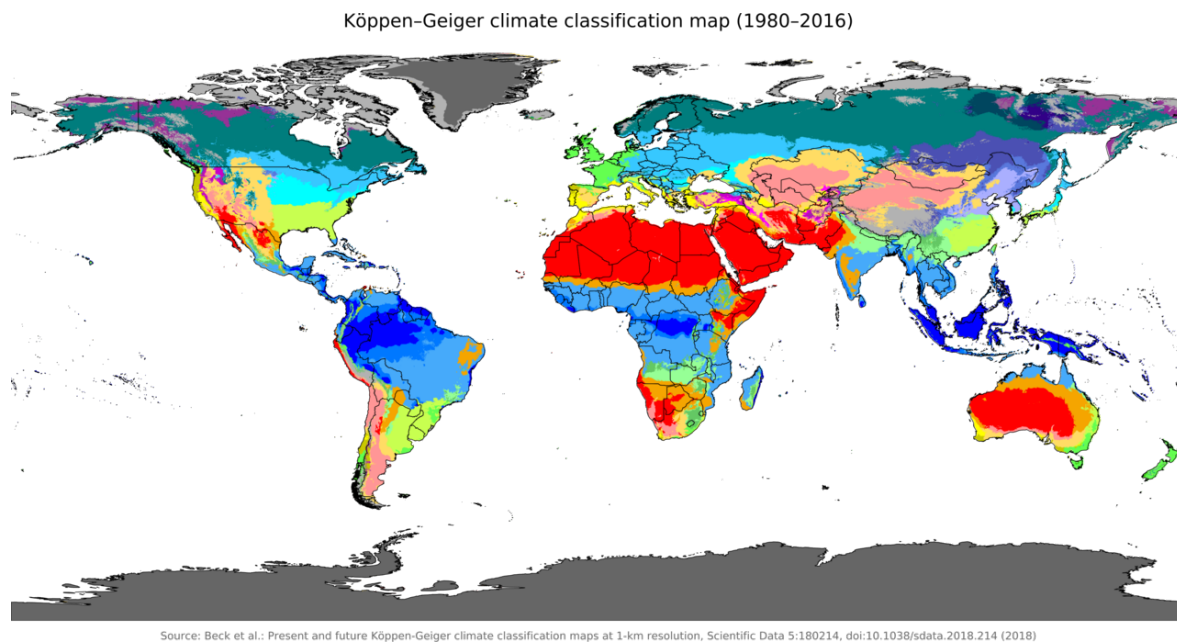 Köppen–Geiger climate classification map (1980–2016)
Source: Beck et al.: Present and future Köppen-Geiger climate classification maps at 1-km resolution, Scientific Data 5:180214, doi:10.1038/sdata.2018.214 (2018)